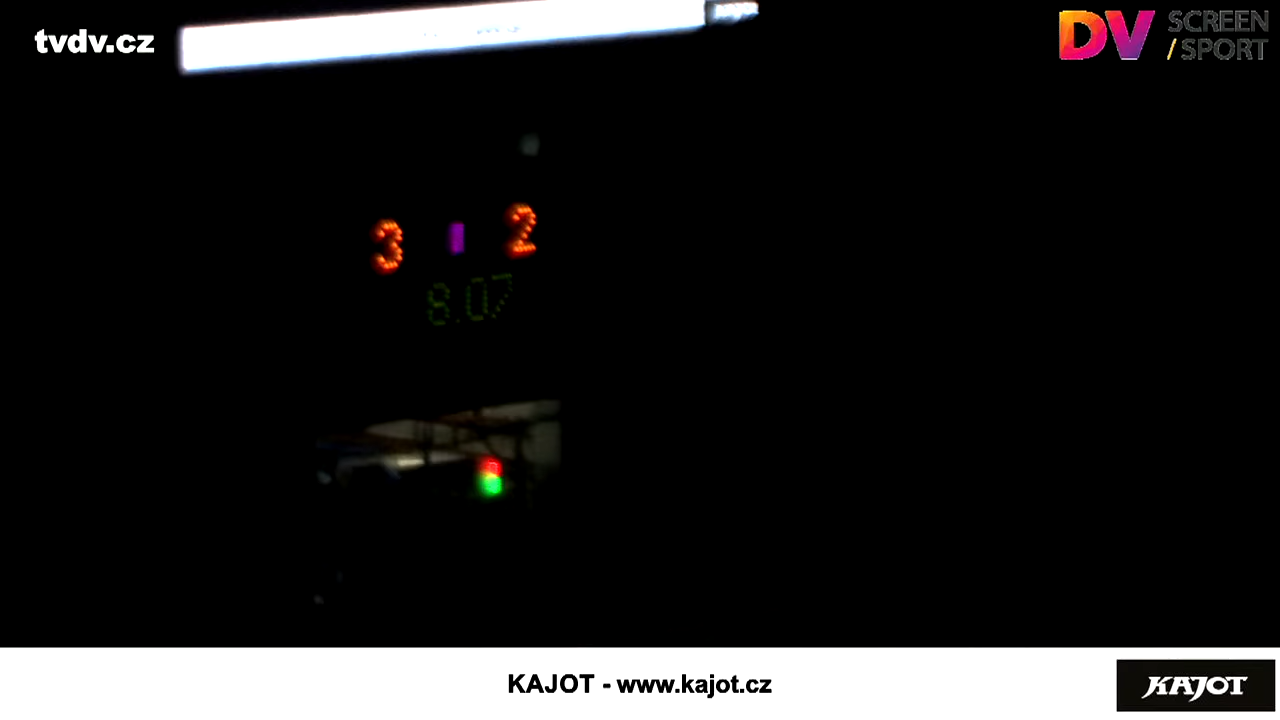 tvdv.cz
DV SCREEN
/SPORT
3 2
8.07
KAJOT - www.kajot.cz
KAJOT